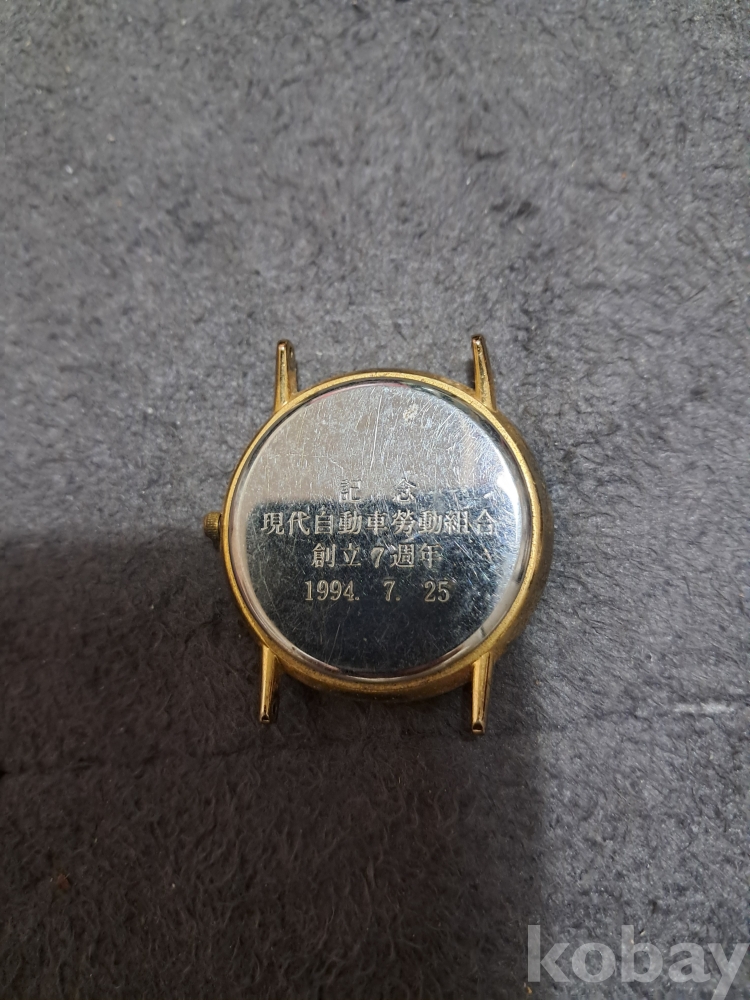 記 念
現代自動車勞動組合
創立 7 週年
1994. 7. 25
kobay